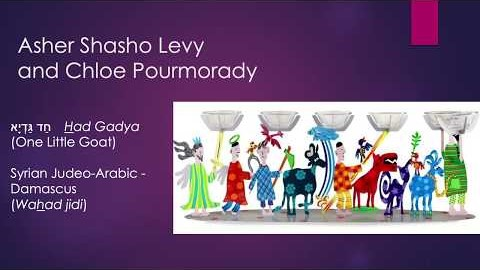 Asher Shasho Levy
and Chloe Pourmorady
חַד גַּדְיָא Had Gadya
(One Little Goat)
Syrian Judeo-Arabic -
Damascus
(Wahad jidi)